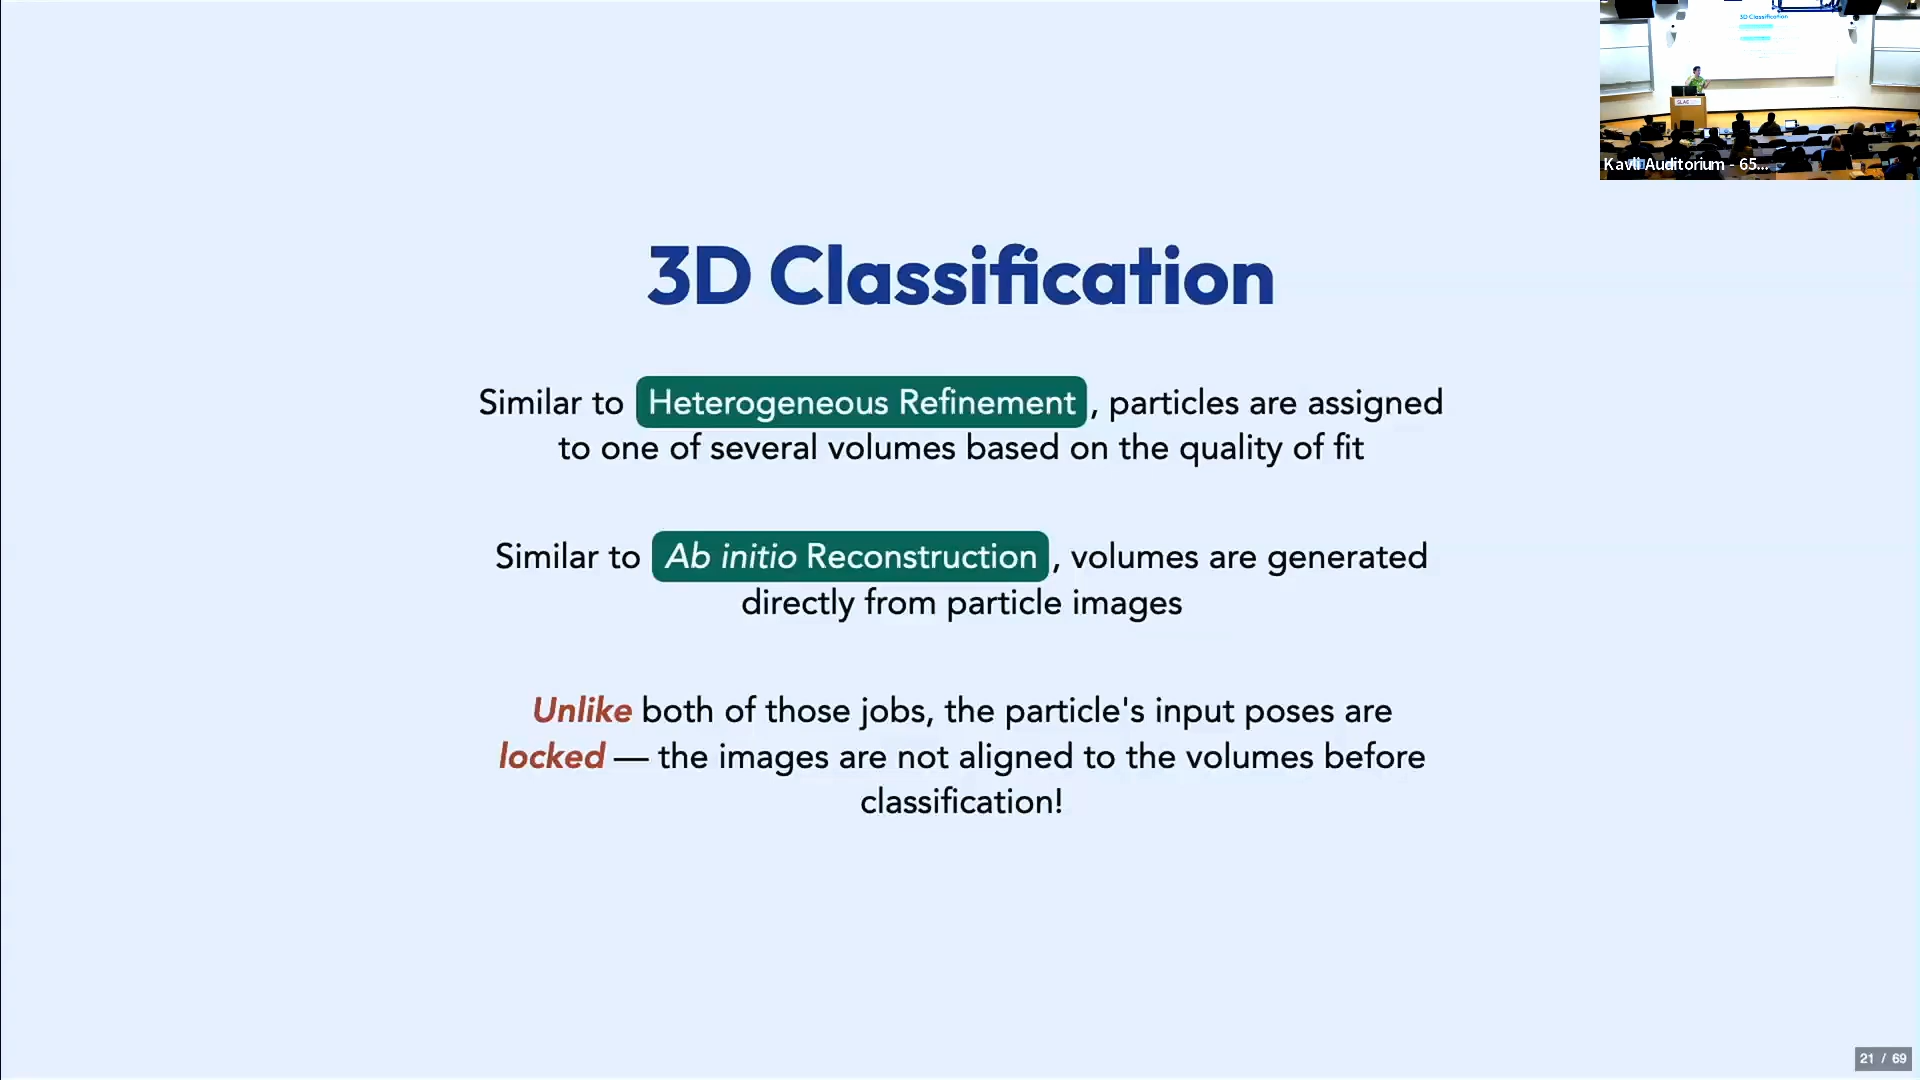 3D Classification
Kavli Auditorium - 65...
3D Classification
Similar to Heterogeneous Refinement, particles are assigned
to one of several volumes based on the quality of fit
Similar to Ab initio Reconstruction, volumes are generated
directly from particle images
Unlike both of those jobs, the particle's input poses are
locked — the images are not aligned to the volumes before
classification!
21 / 69